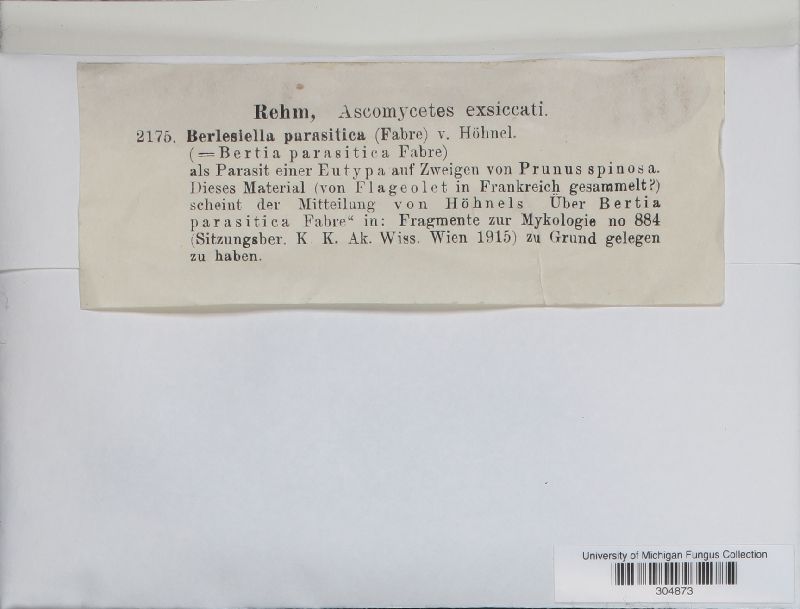 Rehm, Ascomycetes exsiccati.
2175. Berlesiella parasitica (Fabre) v. Höhnel.
(= Bertia parasitica Fabre)
als Parasit einer Eutypa auf Zweigen von Prunus spinosa.
Dieses Material (von Flageolet in Frankreich gesammelt?)
scheint der Mitteilung von Höhnels Über Bertia
parasitica Fabre“ in: Fragmente zur Mykologie no 884
(Sitzungsber. K K. Ak. Wiss. Wien 1915) zu Grund gelegen
zu haben.
University of Michigan Fungus Collection
304873